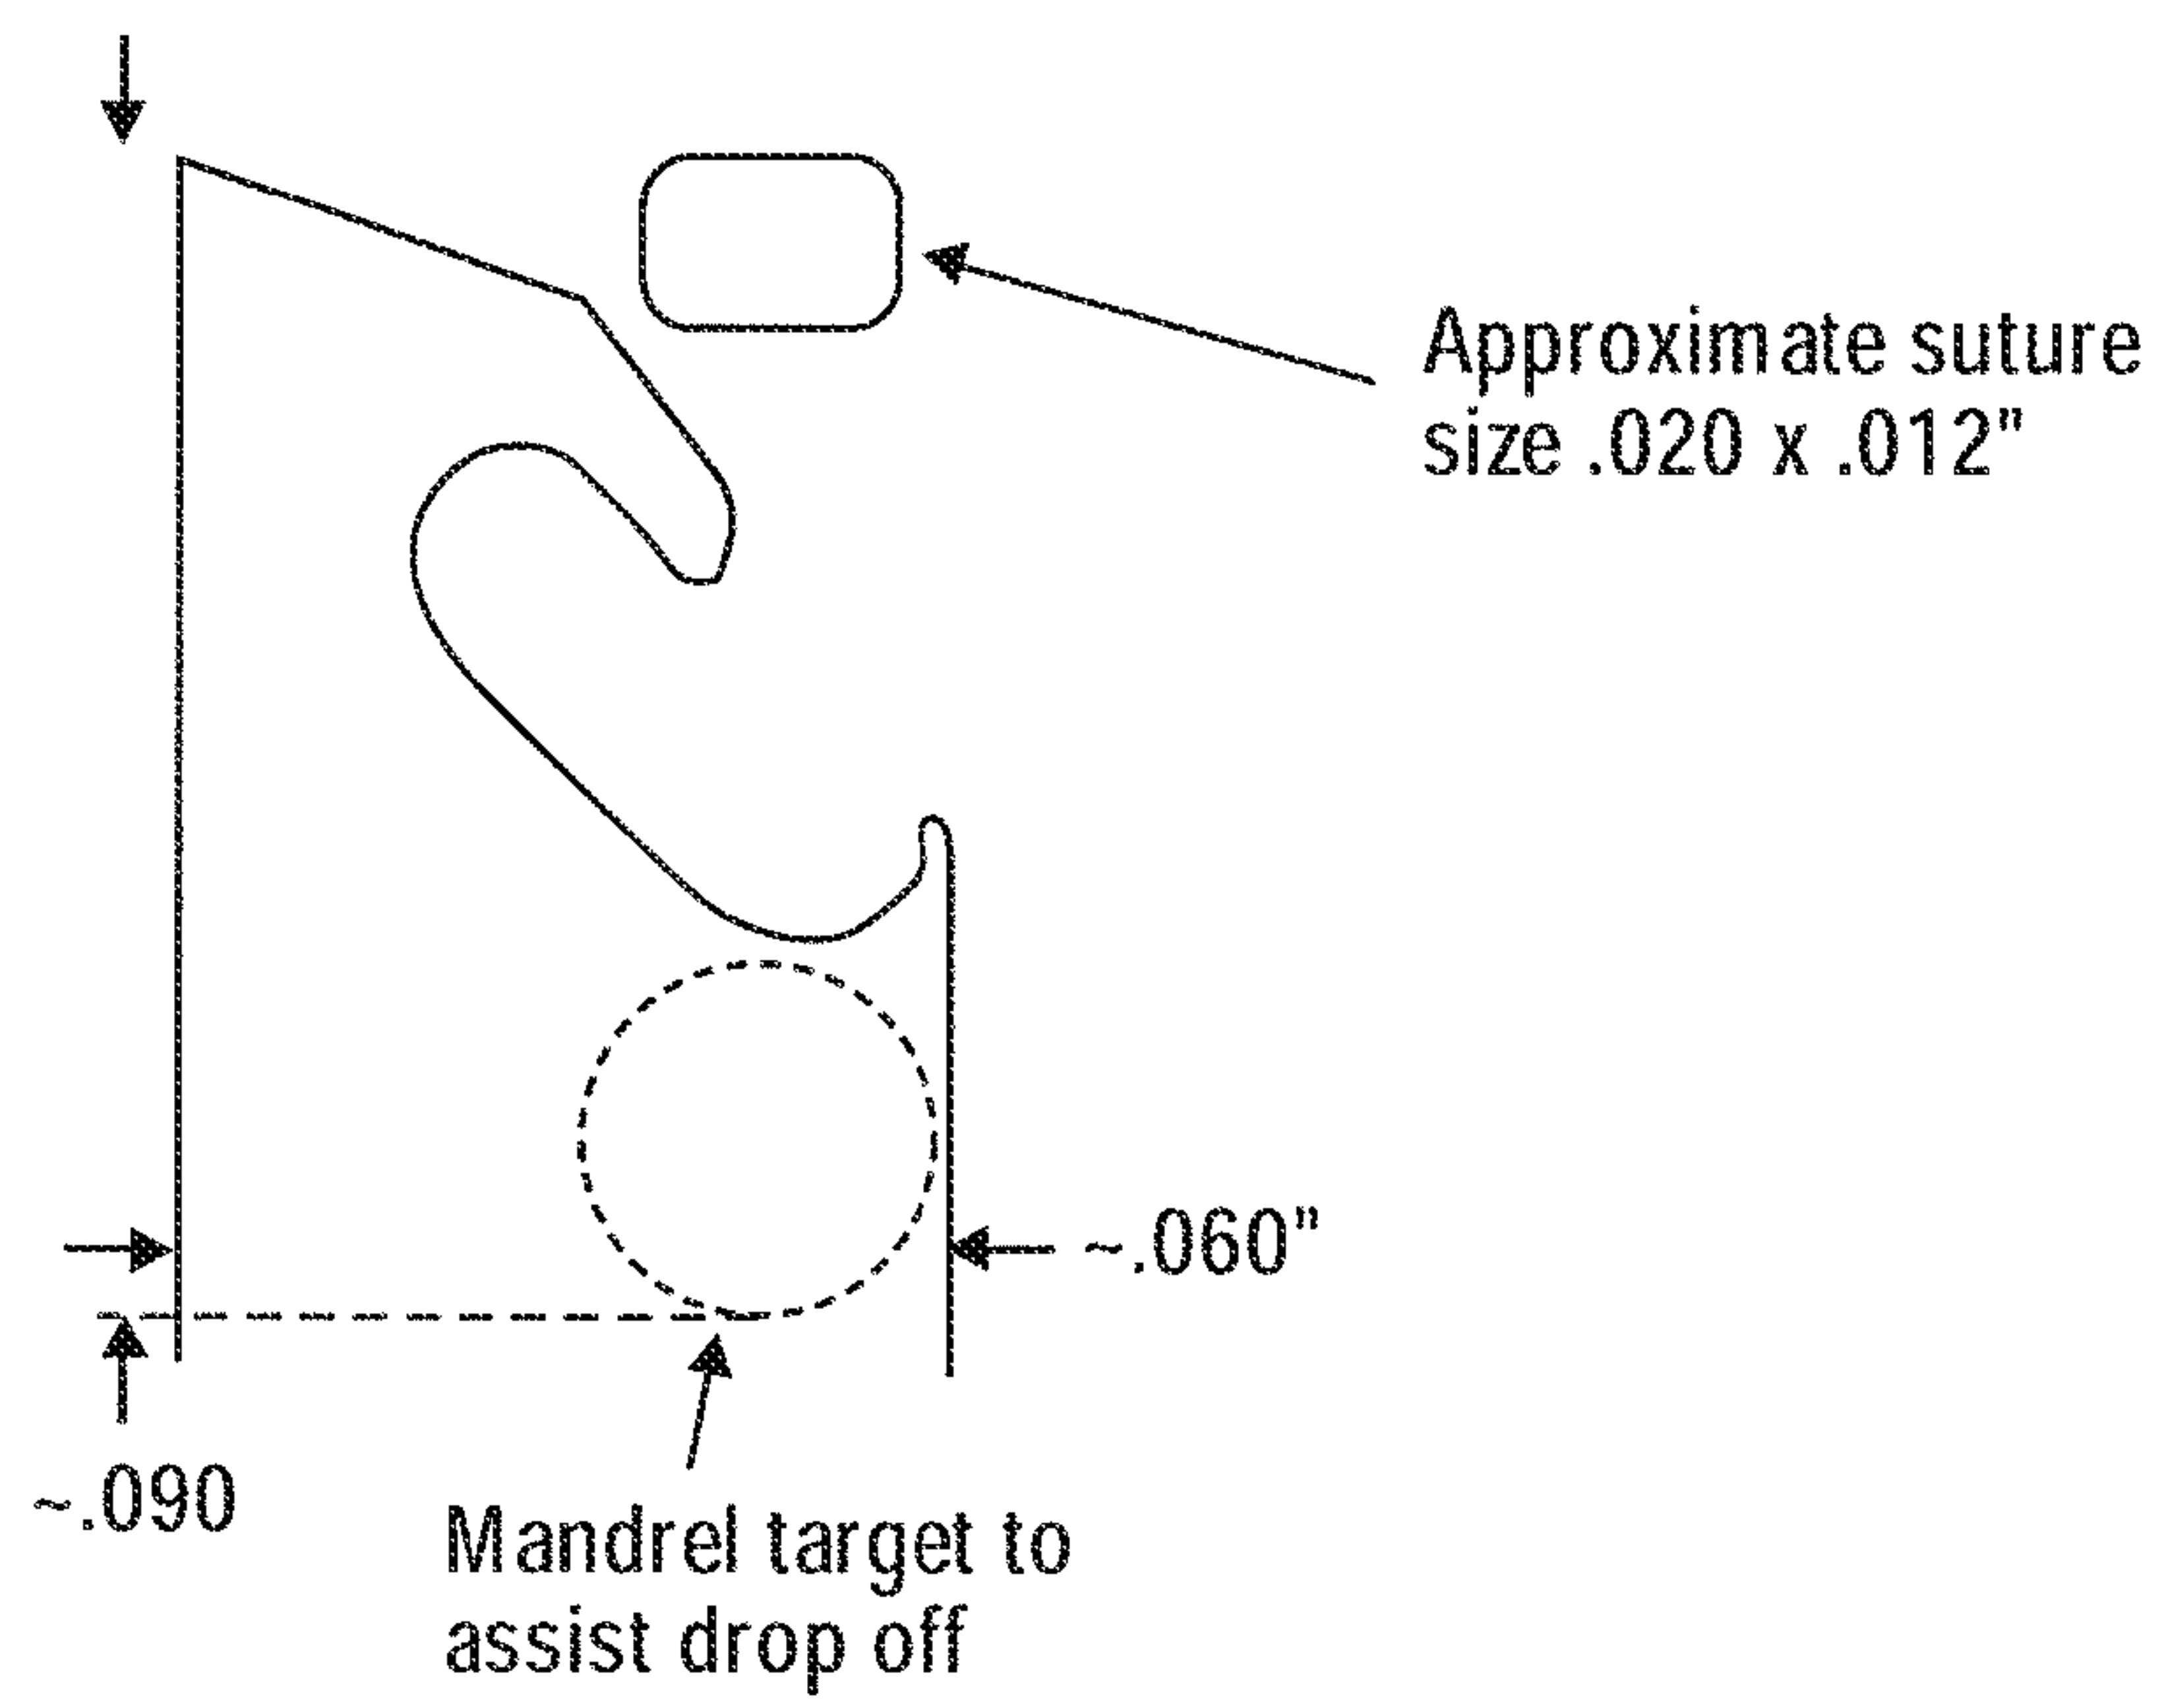 Approximate suture
size .020 x .012"
~.060"
~.090
Mandrel target to
assist drop off